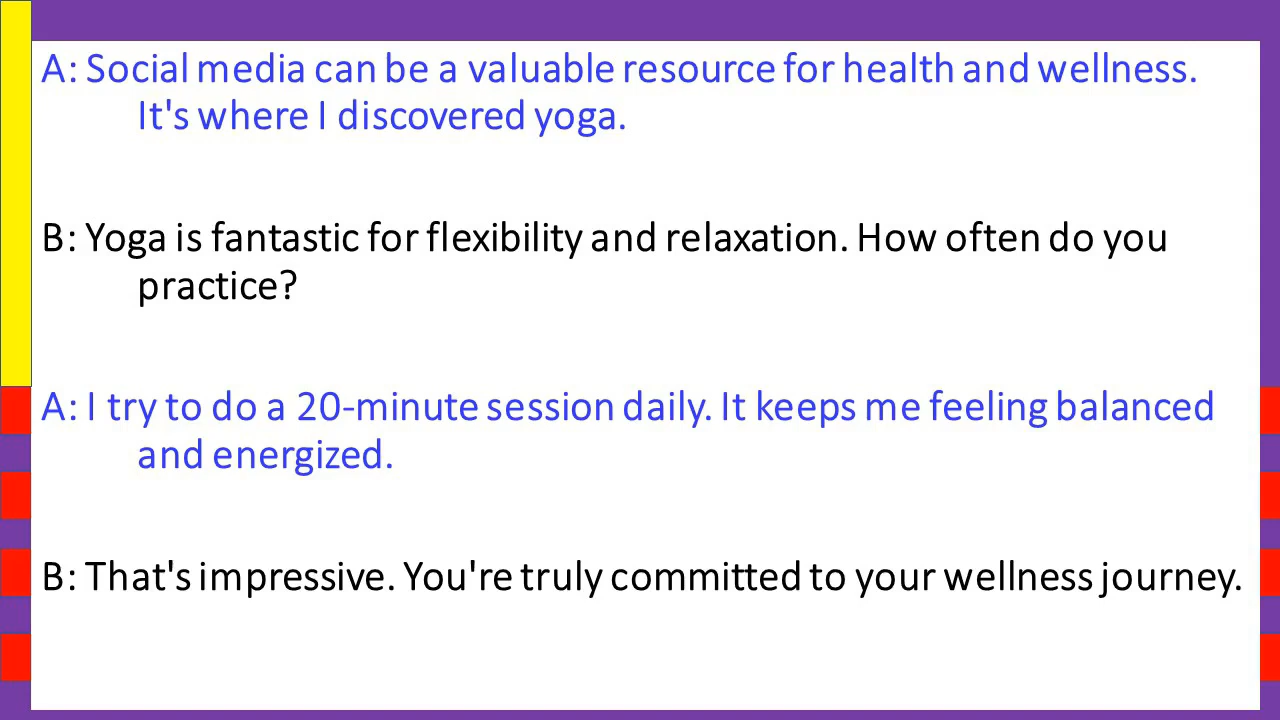 A: Social media can be a valuable resource for health and wellness.
It's where I discovered yoga.
B: Yoga is fantastic for flexibility and relaxation. How often do you
practice?
A: I try to do a 20-minute session daily. It keeps me feeling balanced
and energized.
B: That's impressive. You're truly committed to your wellness journey.